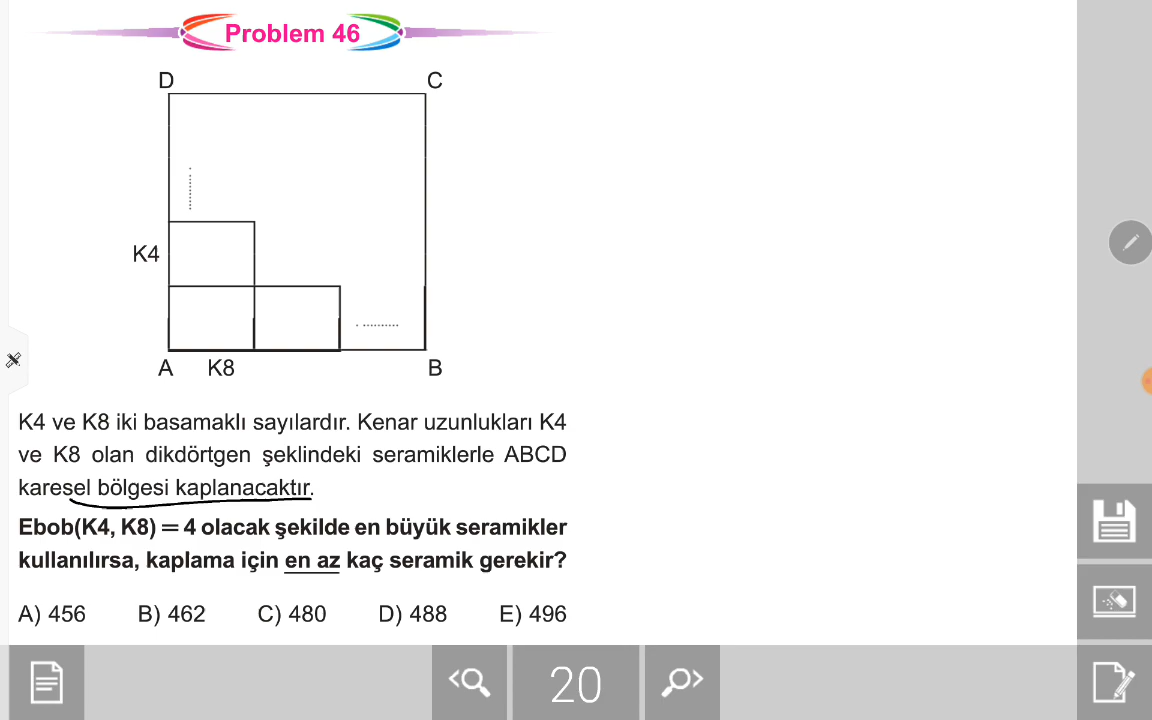 Problem 46
D C
K4
A K8 B
K4 ve K8 iki basamaklı sayılardır. Kenar uzunlukları K4
ve K8 olan dikdörtgen şeklindeki seramiklerle ABCD
karesel bölgesi kaplanacaktır.
Ebob(K4, K8) = 4 olacak şekilde en büyük seramikler
kullanılırsa, kaplama için en az kaç seramik gerekir?
A) 456 B) 462 C) 480 D) 488 E) 496
20